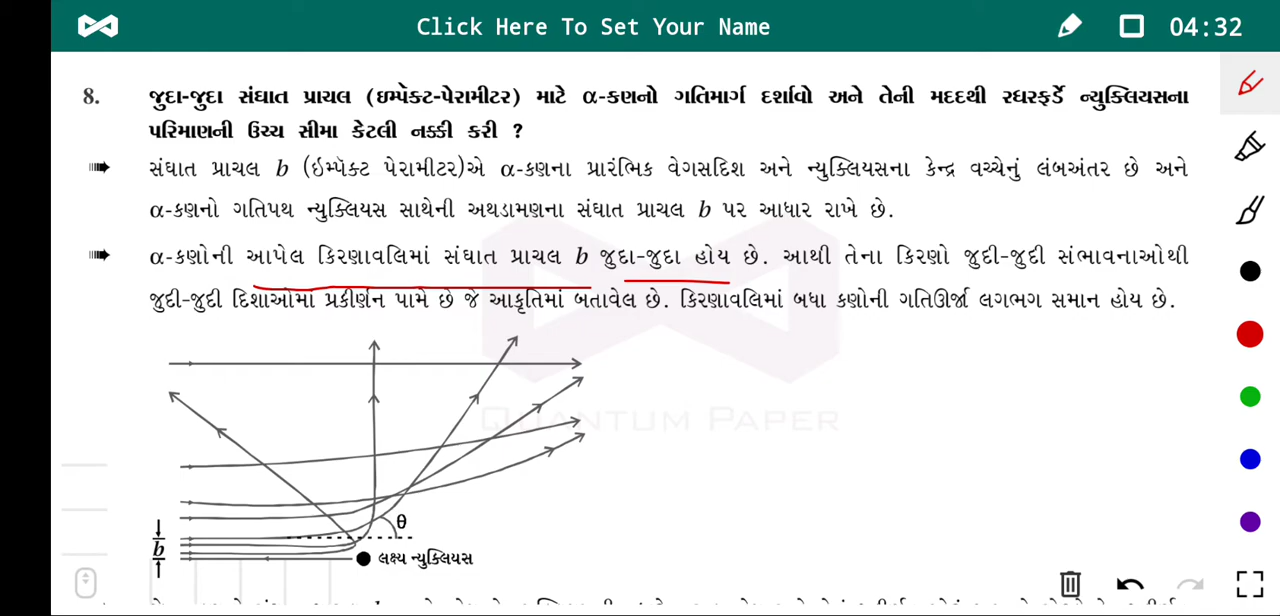 Click Here To Set Your Name
04:32
8. જુદા-જુદા સંઘાત પ્રાચલ (ઇમ્પૅક્ટ-પેરામીટર) માટે α-કણનો ગતિમાર્ગ દર્શાવો અને તેની મદદથી રધરફર્ડે ન્યુક્લિયસના
પરિમાણની ઉચ્ચ સીમા કેટલી નક્કી કરી ?
સંઘાત પ્રાચલ b (ઇમ્પૅક્ટ પેરામીટર)એ α-કણના પ્રારંભિક વેગસદિશ અને ન્યુક્લિયસના કેન્દ્ર વચ્ચેનું લંબઅંતર છે અને
α-કણનો ગતિપથ ન્યુક્લિયસ સાથેની અથડામણના સંઘાત પ્રાચલ b પર આધાર રાખે છે.
α-કણોની આપેલ કિરણાવલિમાં સંઘાત પ્રાચલ b જુદા-જુદા હોય છે. આથી તેના કિરણો જુદી-જુદી સંભાવનાઓથી
જુદી-જુદી દિશાઓમાં પ્રકીર્ણન પામે છે જે આકૃતિમાં બતાવેલ છે. કિરણાવલિમાં બધા કણોની ગતિઊર્જા લગભગ સમાન હોય છે.
QUANTUM PAPER
θ
b
લક્ષ્ય ન્યુક્લિયસ